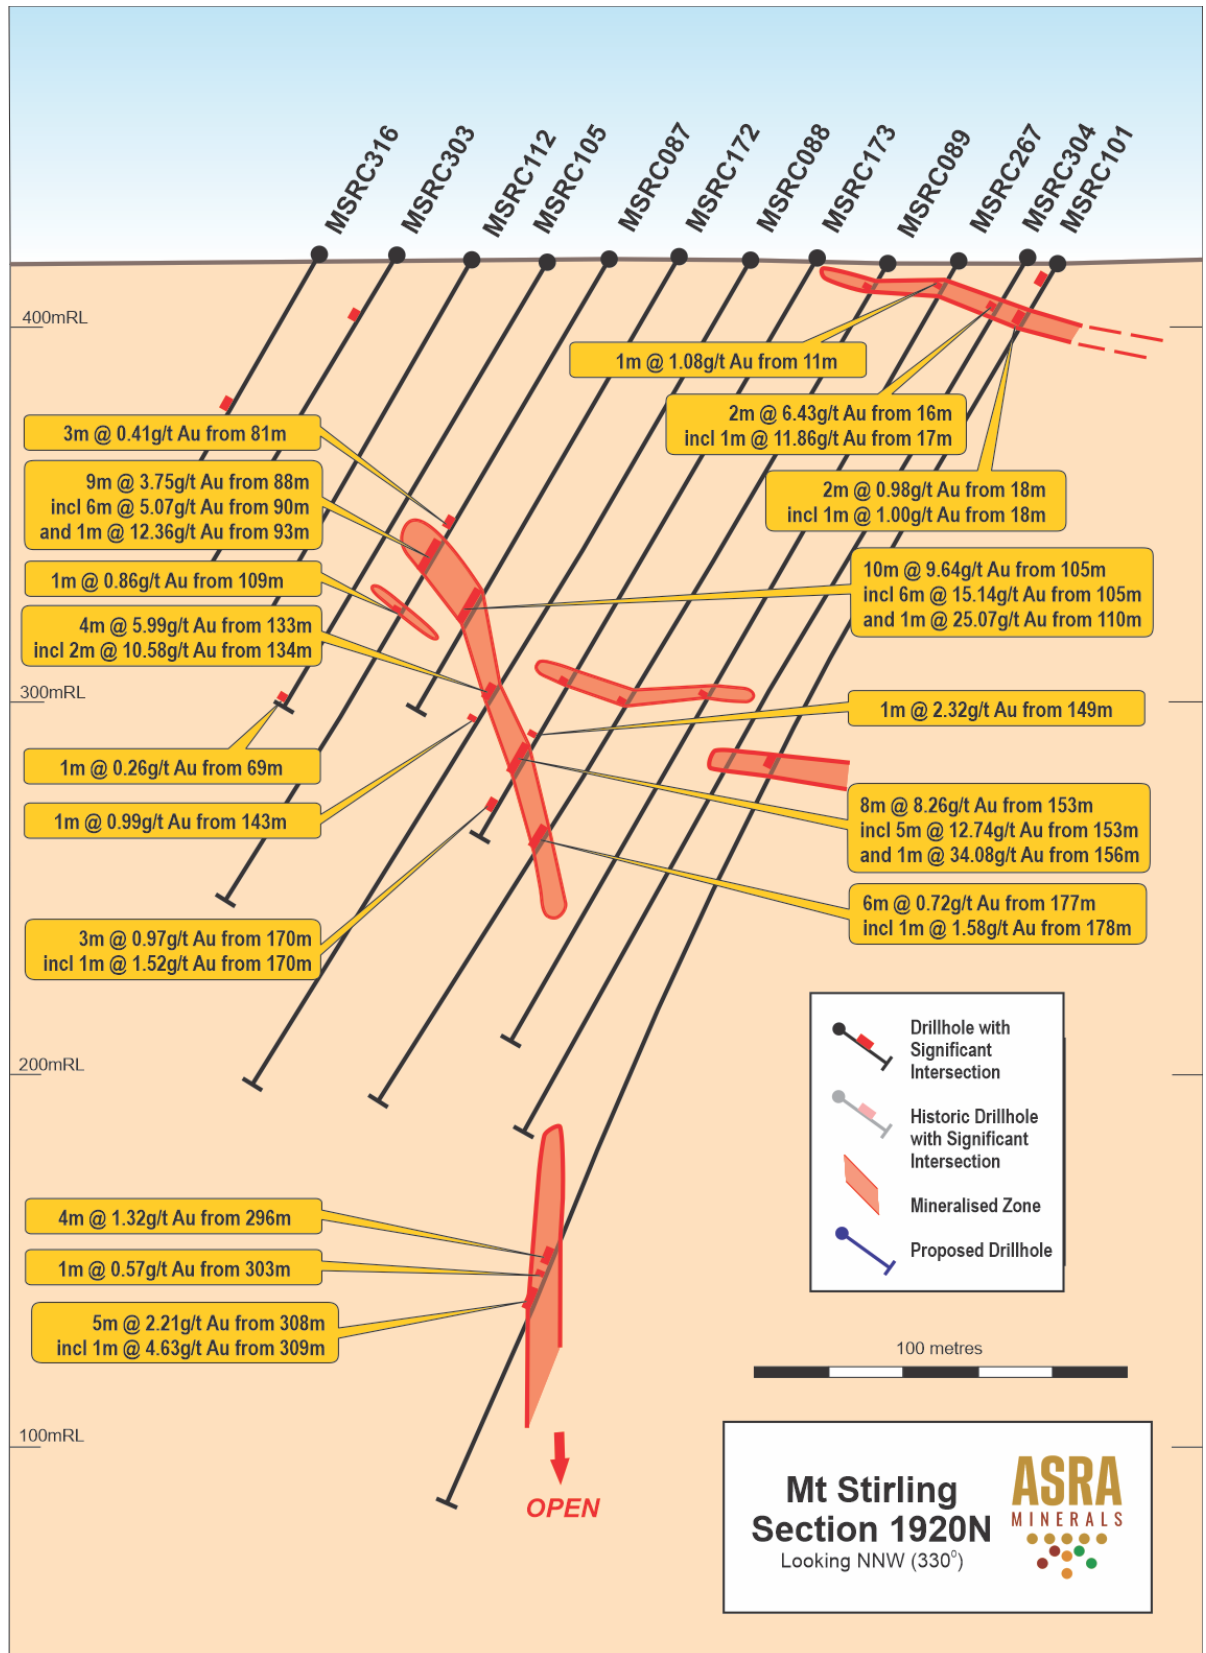 MSRC316
MSRC303
MSRC112
MSRC105
MSRC087
MSRC172
MSRC088
MSRC173
MSRC089
MSRC267
MSRC304
MSRC101
400mRL
1m @ 1.08g/t Au from 11m
2m @ 6.43g/t Au from 16m
incl 1m @ 11.86g/t Au from 17m
3m @ 0.41g/t Au from 81m
9m @ 3.75g/t Au from 88m
incl 6m @ 5.07g/t Au from 90m
and 1m @ 12.36g/t Au from 93m
2m @ 0.98g/t Au from 18m
incl 1m @ 1.00g/t Au from 18m
1m @ 0.86g/t Au from 109m
10m @ 9.64g/t Au from 105m
incl 6m @ 15.14g/t Au from 105m
and 1m @ 25.07g/t Au from 110m
4m @ 5.99g/t Au from 133m
incl 2m @ 10.58g/t Au from 134m
300mRL
1m @ 2.32g/t Au from 149m
1m @ 0.26g/t Au from 69m
1m @ 0.99g/t Au from 143m
8m @ 8.26g/t Au from 153m
incl 5m @ 12.74g/t Au from 153m
and 1m @ 34.08g/t Au from 156m
6m @ 0.72g/t Au from 177m
incl 1m @ 1.58g/t Au from 178m
3m @ 0.97g/t Au from 170m
incl 1m @ 1.52g/t Au from 170m
200mRL
Drillhole with
Significant
Intersection
Historic Drillhole
with Significant
Intersection
Mineralised Zone
Proposed Drillhole
4m @ 1.32g/t Au from 296m
1m @ 0.57g/t Au from 303m
5m @ 2.21g/t Au from 308m
incl 1m @ 4.63g/t Au from 309m
100 metres
100mRL
OPEN
Mt Stirling
Section 1920N
Looking NNW (330⁰)
ASRA
MINERALS